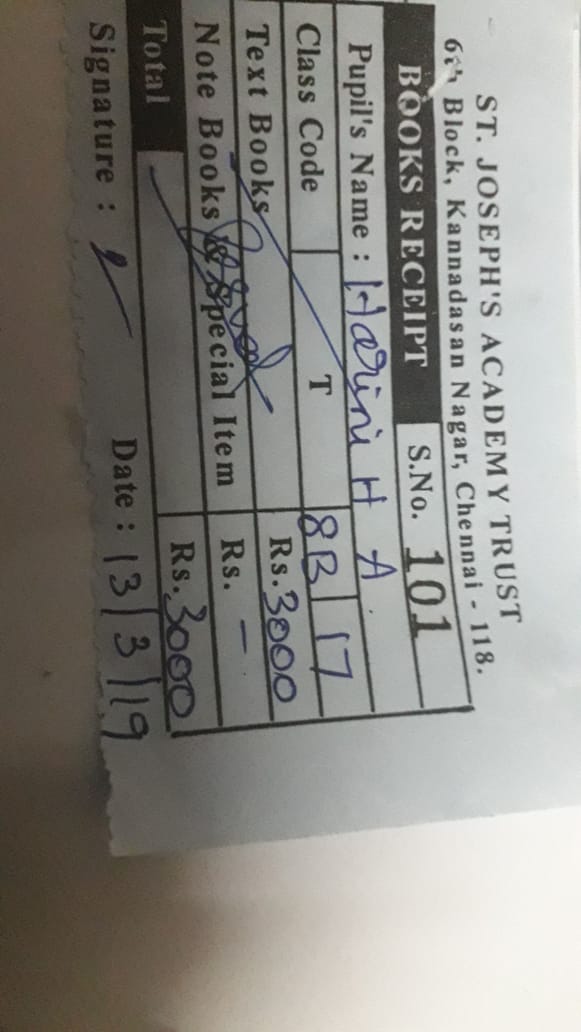 ST. JOSEPH'S ACADEMY TRUST
6th Block, Kannadasan Nagar, Chennai - 118.
BOOKS RECEIPT S.No. 101
Pupil's Name : Harini H A
Class Code T 8B 17
Text Books Rs. 3000
Note Books & Special Item Rs. —
Total Rs. 3000
Signature : Date : 13/3/19